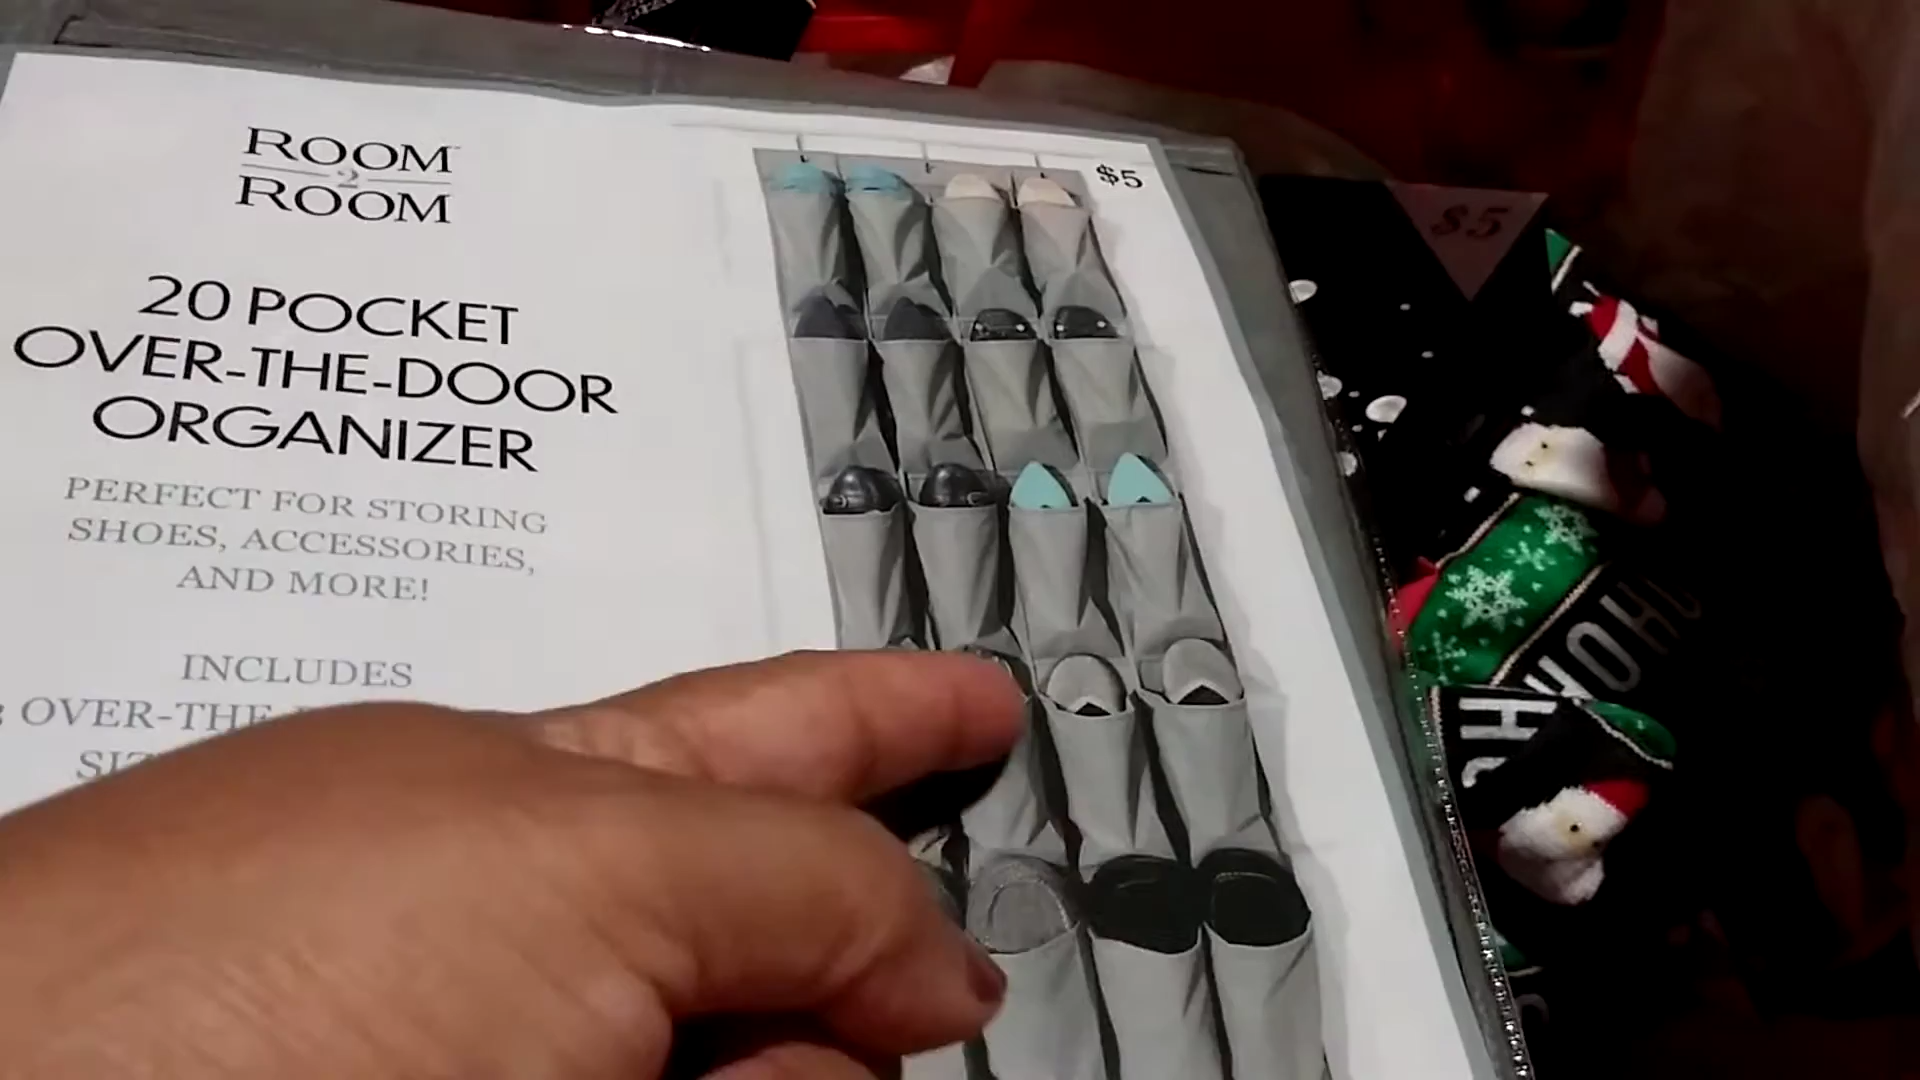 ROOM
2
ROOM
20 POCKET
OVER-THE-DOOR
ORGANIZER
PERFECT FOR STORING
SHOES, ACCESSORIES,
AND MORE!
INCLUDES
OVER-THE-
$5
$5
HOHO